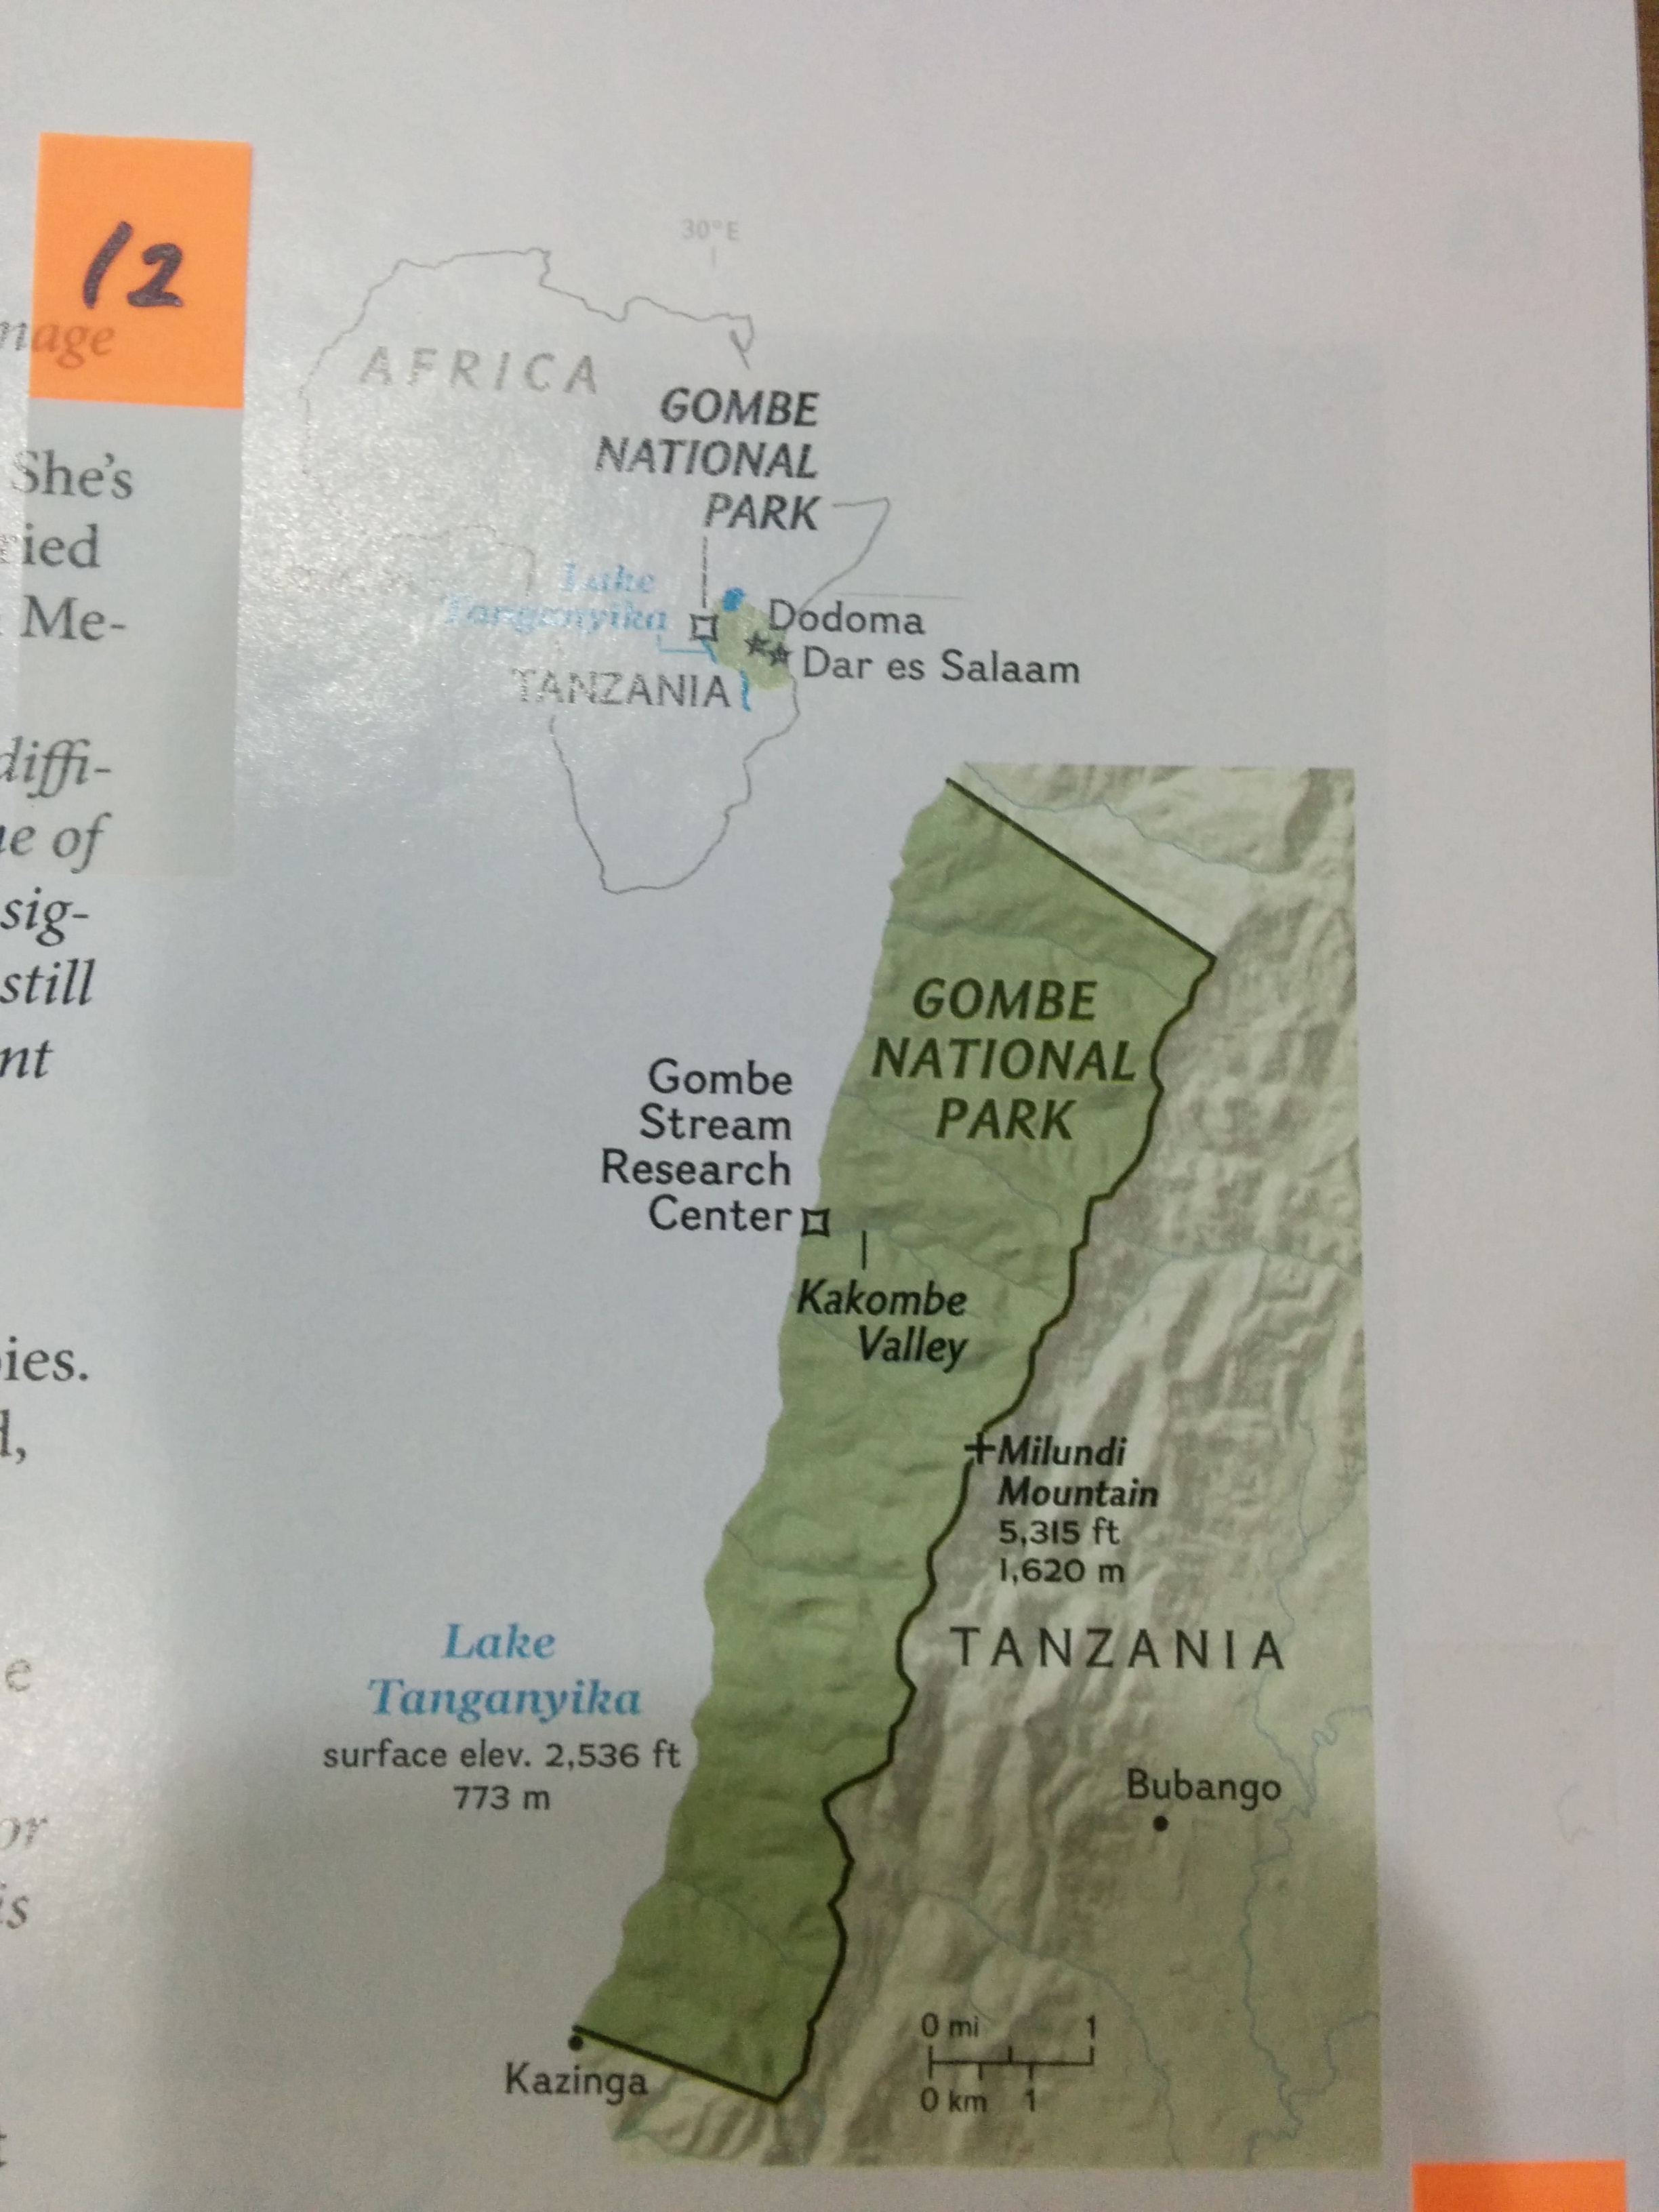 12
nage
She's
ried
Me-
diffi-
ne of
sig-
still
nt
ies.
d,
e
or
is
t
30°E
AFRICA
GOMBE
NATIONAL
PARK
Lake
Tanganyika
Dodoma
Dar es Salaam
TANZANIA
GOMBE
NATIONAL
PARK
Gombe
Stream
Research
Center
Kakombe
Valley
Milundi
Mountain
5,315 ft
1,620 m
TANZANIA
Lake
Tanganyika
surface elev. 2,536 ft
773 m
Bubango
Kazinga
0 mi 1
0 km 1